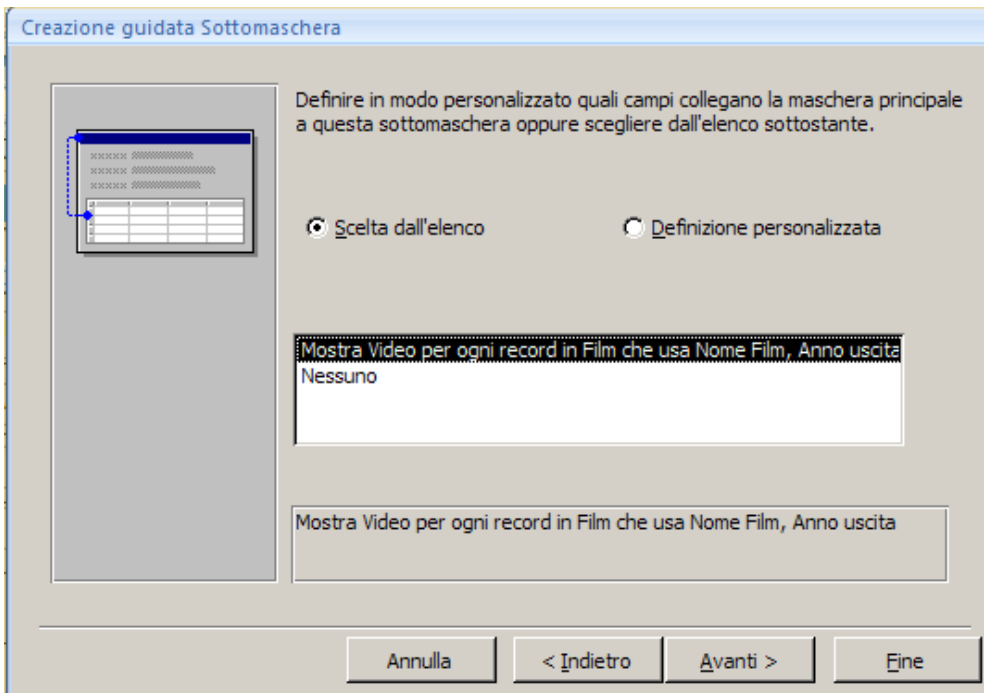 Creazione guidata Sottomaschera
Definire in modo personalizzato quali campi collegano la maschera principale
a questa sottomaschera oppure scegliere dall'elenco sottostante.
Scelta dall'elenco Definizione personalizzata
Mostra Video per ogni record in Film che usa Nome Film, Anno uscita
Nessuno
Mostra Video per ogni record in Film che usa Nome Film, Anno uscita
Annulla < Indietro Avanti > Fine